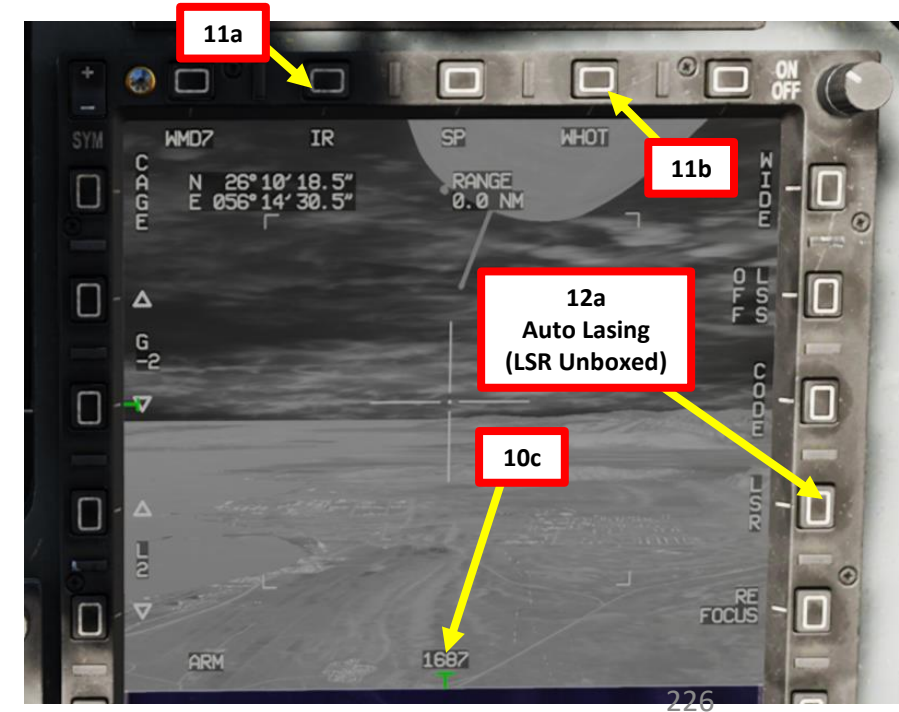 11a
ON
OFF
SYM
WMD7 IR SP WHOT
11b
CAGE
WIDE
N 26°10'18.5"
E 056°14'30.5"
RANGE
0.0 NM
12a
Auto Lasing
(LSR Unboxed)
LSS
OFF
G
-2
CODE
10c
LSR
L
2
RE
FOCUS
ARM
1687
T
226